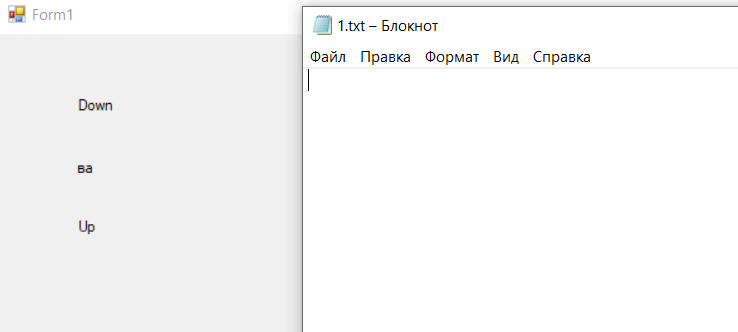 Form1
Down
ва
Up
1.txt – Блокнот
Файл Правка Формат Вид Справка